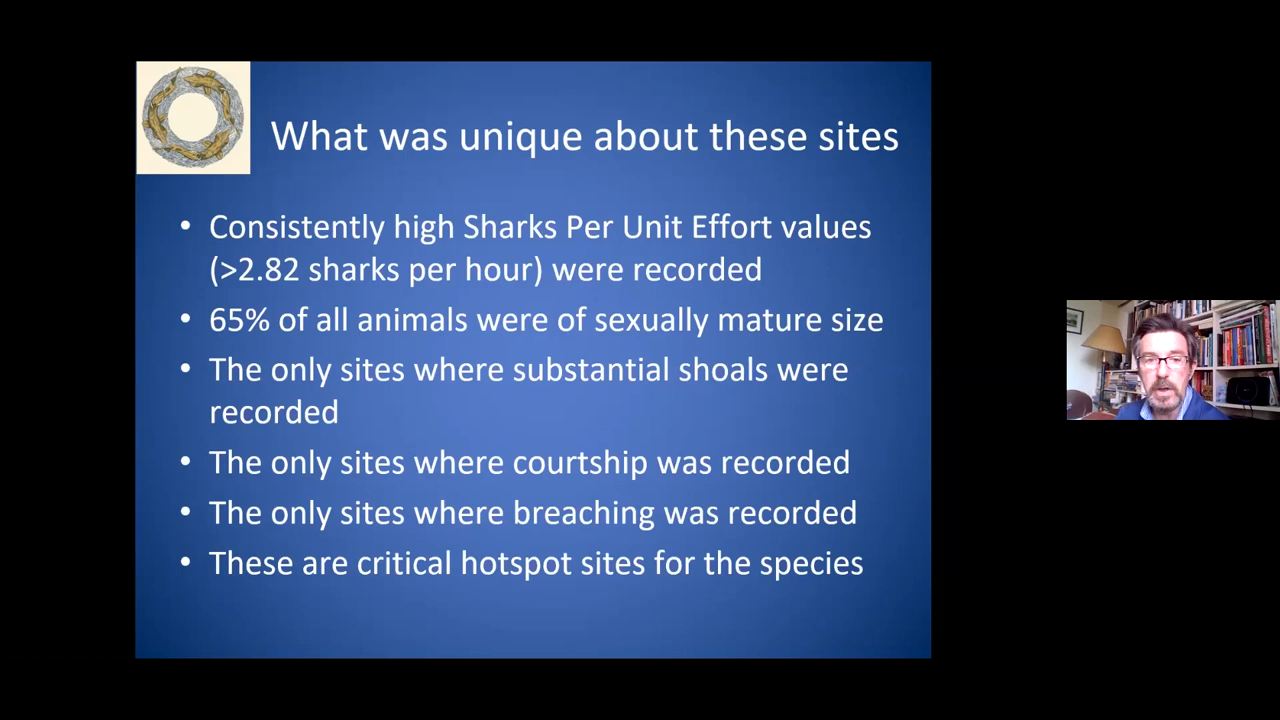 What was unique about these sites
• Consistently high Sharks Per Unit Effort values
(>2.82 sharks per hour) were recorded
• 65% of all animals were of sexually mature size
• The only sites where substantial shoals were
recorded
• The only sites where courtship was recorded
• The only sites where breaching was recorded
• These are critical hotspot sites for the species